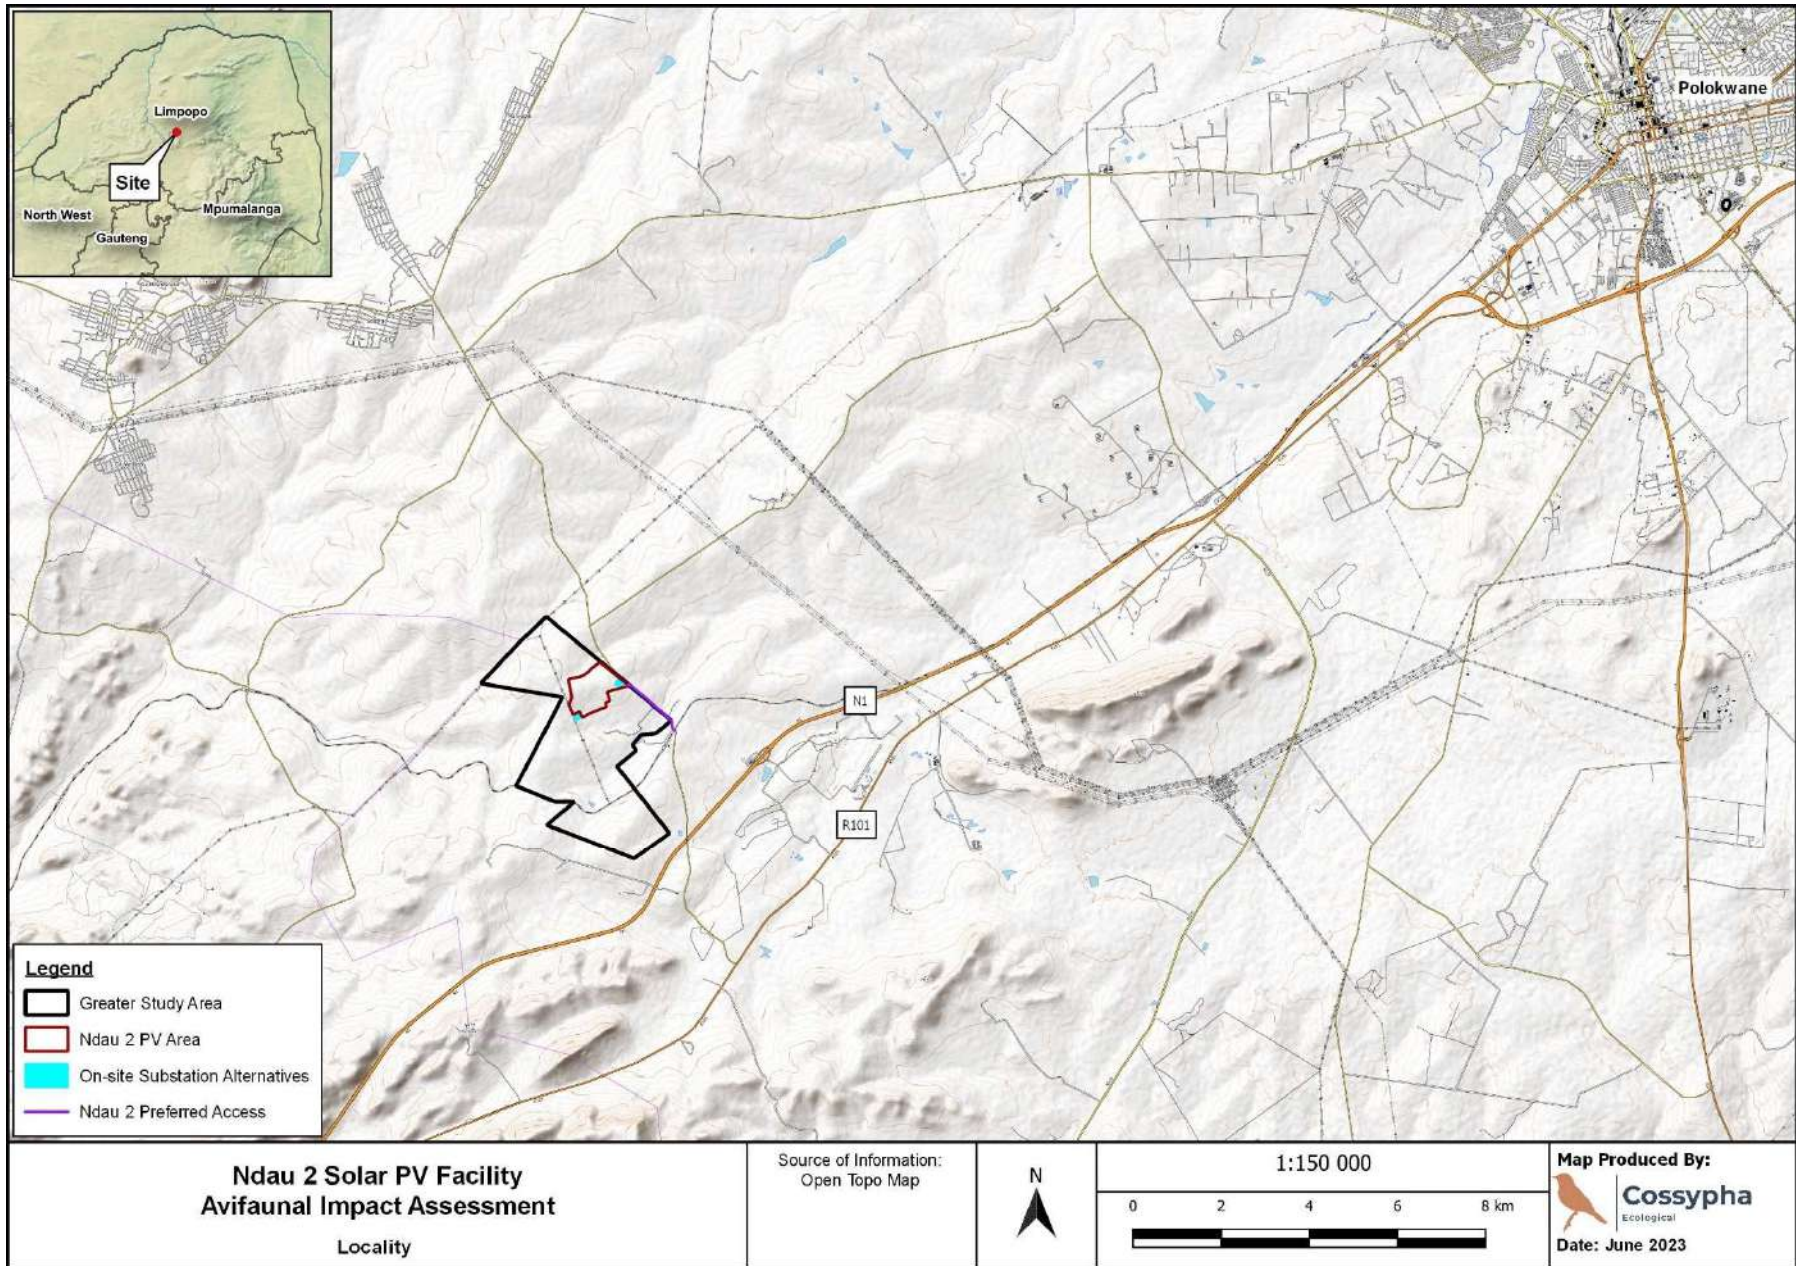 Limpopo
Site
North West
Mpumalanga
Gauteng
Polokwane
N1
R101
Legend
Greater Study Area
Ndau 2 PV Area
On-site Substation Alternatives
Ndau 2 Preferred Access
Ndau 2 Solar PV Facility
Avifaunal Impact Assessment
Locality
Source of Information:
Open Topo Map
N
1:150 000
0 2 4 6 8 km
Map Produced By:
Cossypha
Ecological
Date: June 2023